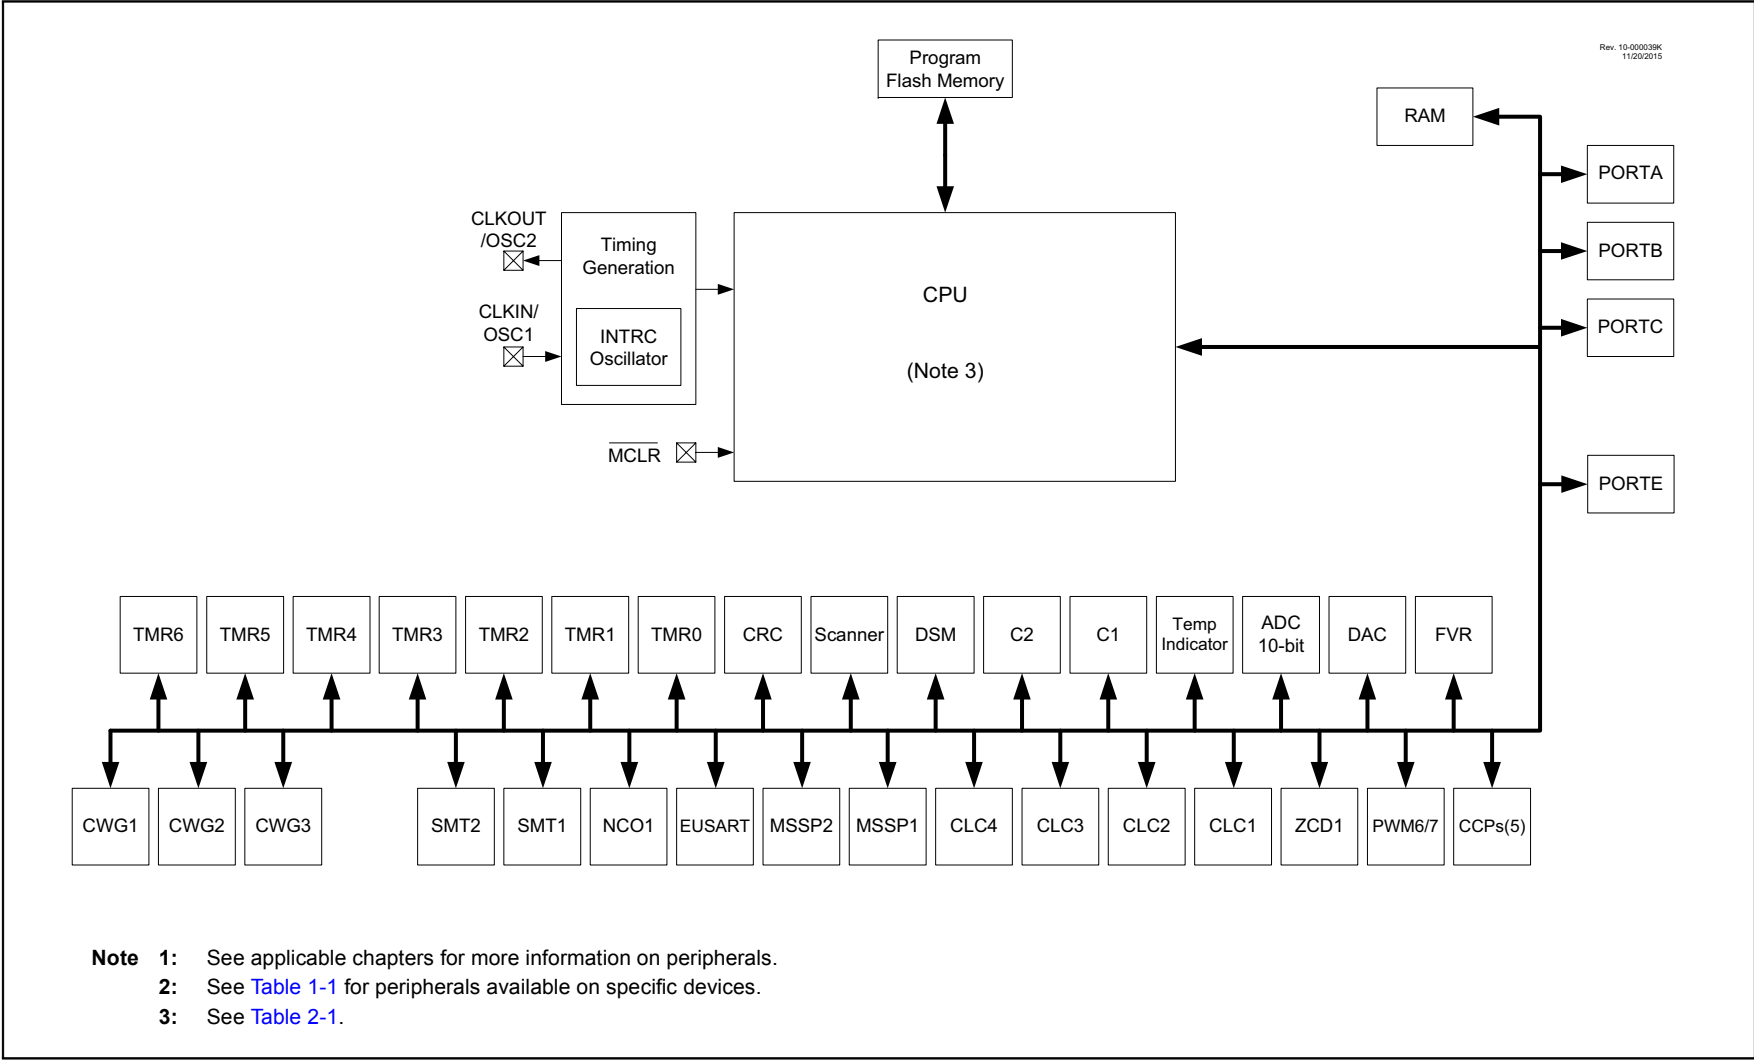 Rev. 10-000039K
11/20/2015
Program
Flash Memory
RAM
PORTA
PORTB
PORTC
PORTE
CLKOUT
/OSC2
Timing
Generation
CLKIN/
OSC1
INTRC
Oscillator
CPU
(Note 3)
MCLR
TMR6
TMR5
TMR4
TMR3
TMR2
TMR1
TMR0
CRC
Scanner
DSM
C2
C1
Temp
Indicator
ADC
10-bit
DAC
FVR
CWG1
CWG2
CWG3
SMT2
SMT1
NCO1
EUSART
MSSP2
MSSP1
CLC4
CLC3
CLC2
CLC1
ZCD1
PWM6/7
CCPs(5)
Note 1: See applicable chapters for more information on peripherals.
2: See Table 1-1 for peripherals available on specific devices.
3: See Table 2-1.